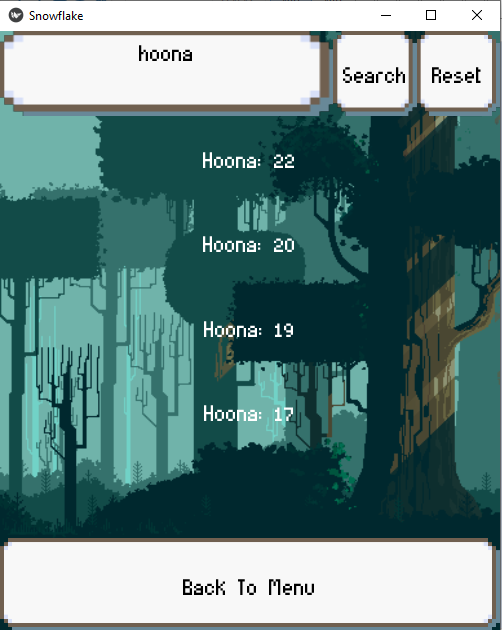 Snowflake
hoona
Search
Reset
Hoona: 22
Hoona: 20
Hoona: 19
Hoona: 17
Back To Menu